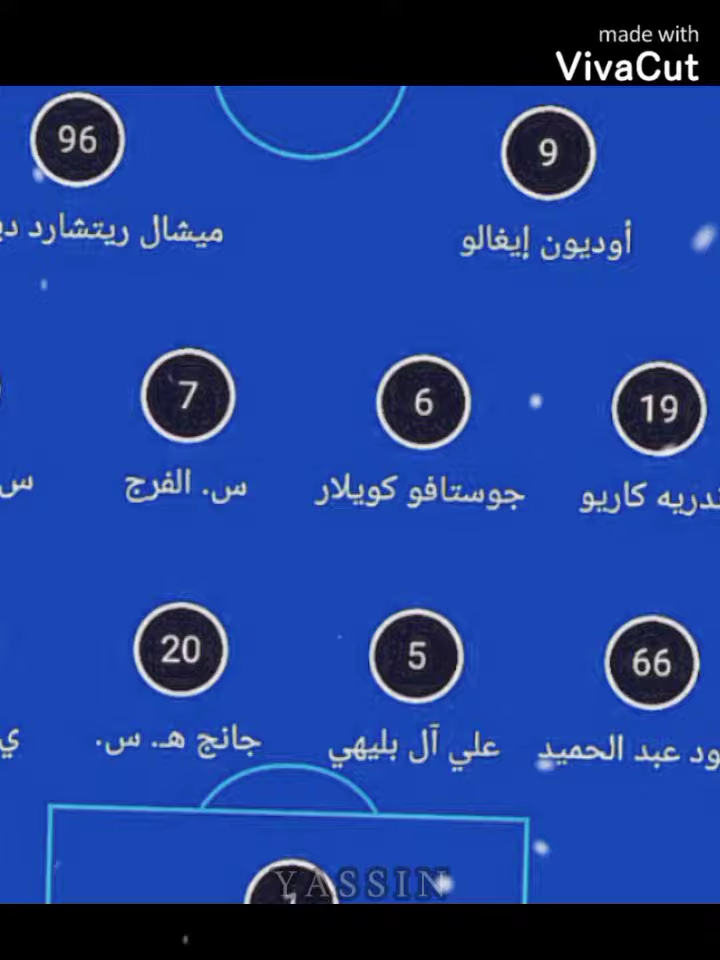 made with
VivaCut
96
9
ميشال ريتشارد
أوديون إيغالو
7
6
19
س. الفرج
جوستافو كويلار
كاريو
20
5
66
جانج هـ. س.
علي آل بليهي
عبد الحميد
YASSIN